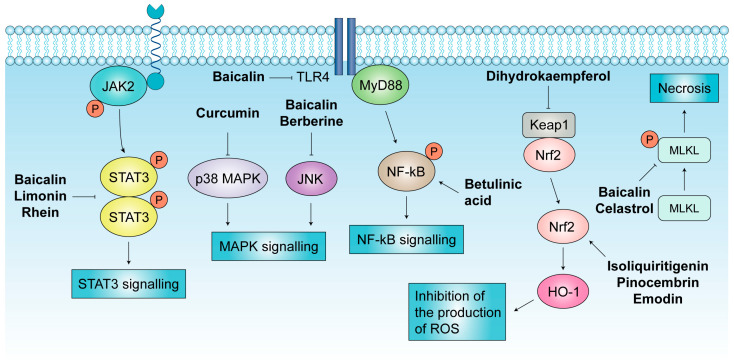 JAK2
P
STAT3
P
STAT3
P
Baicalin
Limonin
Rhein
STAT3 signalling
Baicalin
TLR4
MyD88
Curcumin
Baicalin
Berberine
p38 MAPK
JNK
MAPK signalling
P
NF-kB
Betulinic
acid
NF-kB signalling
Dihydrokaempferol
Keap1
Nrf2
Nrf2
Isoliquiritigenin
Pinocembrin
Emodin
HO-1
Inhibition of
the production
of ROS
Necrosis
P
MLKL
Baicalin
Celastrol
MLKL